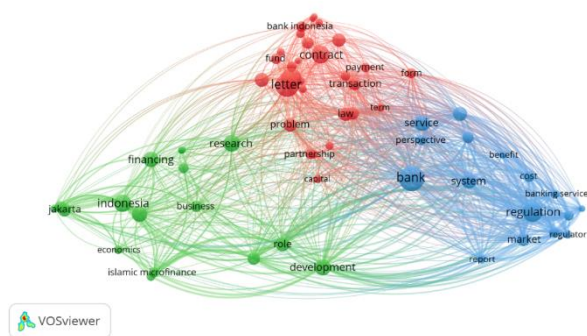 bank indonesia
fund
contract
payment
letter
transaction
form
law
term
problem
service
research
perspective
partnership
benefit
financing
capital
bank
system
cost
banking service
indonesia
jakarta
business
regulation
role
market
regulator
economics
report
islamic microfinance
development
VOSviewer